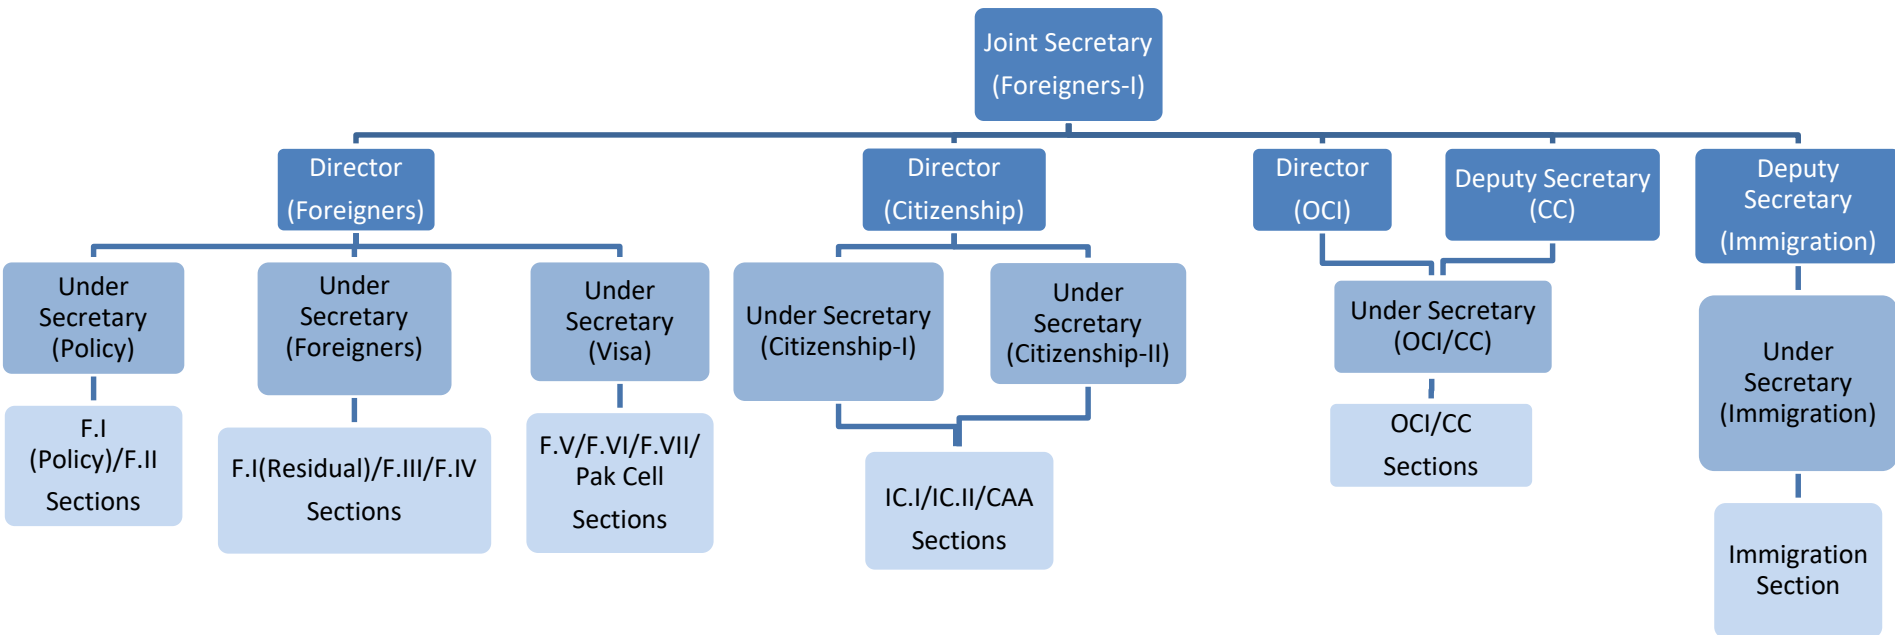 Joint Secretary
(Foreigners-I)
Director
(Foreigners)
Director
(Citizenship)
Director
(OCI)
Deputy Secretary
(CC)
Deputy
Secretary
(Immigration)
Under
Secretary
(Policy)
Under
Secretary
(Foreigners)
Under
Secretary
(Visa)
Under Secretary
(Citizenship-I)
Under
Secretary
(Citizenship-II)
Under Secretary
(OCI/CC)
Under
Secretary
(Immigration)
F.I
(Policy)/F.II
Sections
F.I(Residual)/F.III/F.IV
Sections
F.V/F.VI/F.VII/
Pak Cell
Sections
IC.I/IC.II/CAA
Sections
OCI/CC
Sections
Immigration
Section